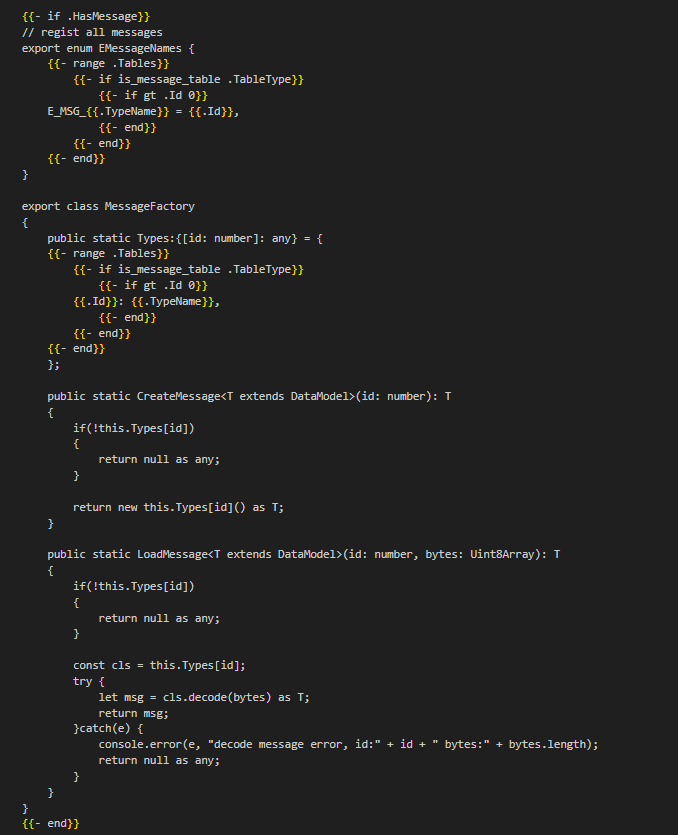 {{- if .HasMessage}}
// regist all messages
export enum EMessageNames {
{{- range .Tables}}
{{- if is_message_table .TableType}}
{{- if gt .Id 0}}
E_MSG_{{.TypeName}} = {{.Id}},
{{- end}}
{{- end}}
{{- end}}
}
export class MessageFactory
{
public static Types:{[id: number]: any} = {
{{- range .Tables}}
{{- if is_message_table .TableType}}
{{- if gt .Id 0}}
{{.Id}}: {{.TypeName}},
{{- end}}
{{- end}}
{{- end}}
};
public static CreateMessage<T extends DataModel>(id: number): T
{
if(!this.Types[id])
{
return null as any;
}
return new this.Types[id]() as T;
}
public static LoadMessage<T extends DataModel>(id: number, bytes: Uint8Array): T
{
if(!this.Types[id])
{
return null as any;
}
const cls = this.Types[id];
try {
let msg = cls.decode(bytes) as T;
return msg;
}catch(e) {
console.error(e, "decode message error, id:" + id + " bytes:" + bytes.length);
return null as any;
}
}
}
{{- end}}